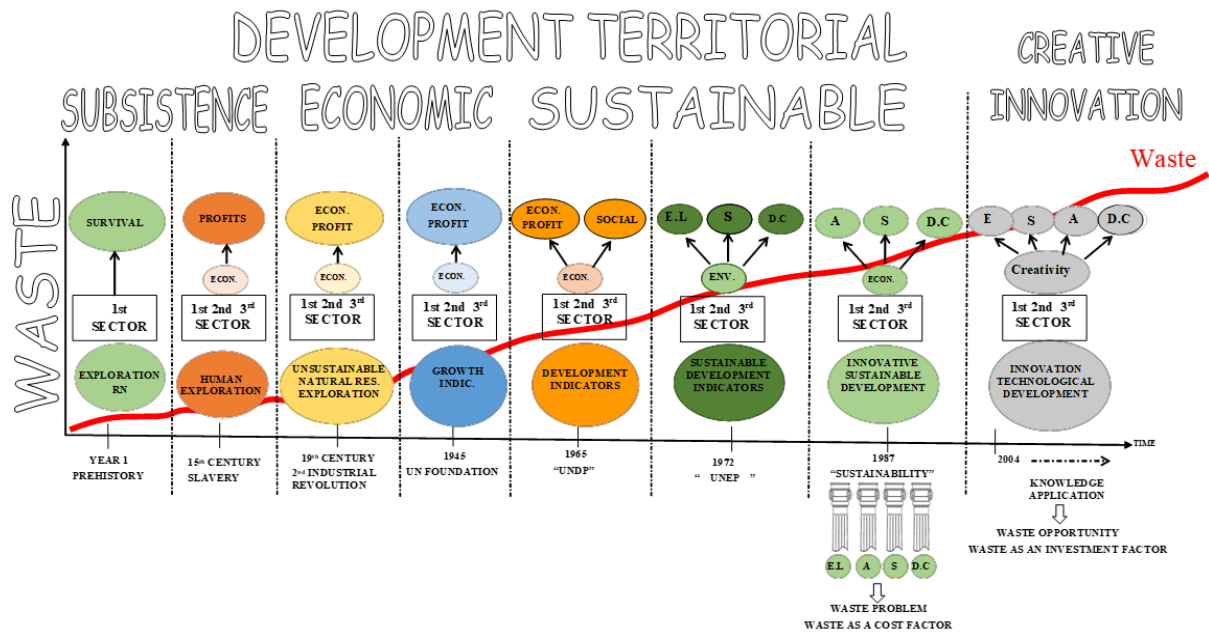 DEVELOPMENT TERRITORIAL
CREATIVE
SUBSISTENCE
ECONOMIC
SUSTAINABLE
INNOVATION
WASTE
Waste
SURVIVAL
PROFITS
ECON.
PROFIT
ECON.
PROFIT
ECON.
PROFIT
SOCIAL
E.L
S
D.C
A
S
D.C
E
S
A
D.C
ECON.
ECON.
ECON.
ECON.
ENV.
ECON.
Creativity
1st
SECTOR
1st 2nd 3rd
SECTOR
1st 2nd 3rd
SECTOR
1st 2nd 3rd
SECTOR
1st 2nd 3rd
SECTOR
1st 2nd 3rd
SECTOR
1st 2nd 3rd
SECTOR
1st 2nd 3rd
SECTOR
EXPLORATION
RN
HUMAN
EXPLORATION
UNSUSTAINABLE
NATURAL RES.
EXPLORATION
GROWTH
INDIC.
DEVELOPMENT
INDICATORS
SUSTAINABLE
DEVELOPMENT
INDICATORS
INNOVATIVE
SUSTAINABLE
DEVELOPMENT
INNOVATION
TECHNOLOGICAL
DEVELOPMENT
TIME
YEAR 1
PREHISTORY
15th CENTURY
SLAVERY
19th CENTURY
2nd INDUSTRIAL
REVOLUTION
1945
UN FOUNDATION
1965
"UNDP"
1972
" UNEP "
1987
"SUSTAINABILITY"
2004
KNOWLEDGE
APPLICATION
WASTE OPPORTUNITY
WASTE AS AN INVESTMENT FACTOR
E.L
A
S
D.C
WASTE PROBLEM
WASTE AS A COST FACTOR